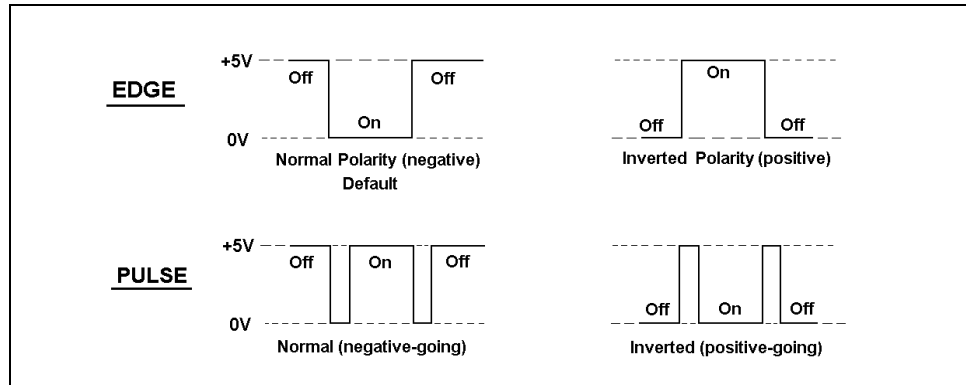 +5V
Off Off On
EDGE
On Off Off
0V
Normal Polarity (negative) Inverted Polarity (positive)
Default
+5V
Off On Off
PULSE
Off On Off
0V
Normal (negative-going) Inverted (positive-going)